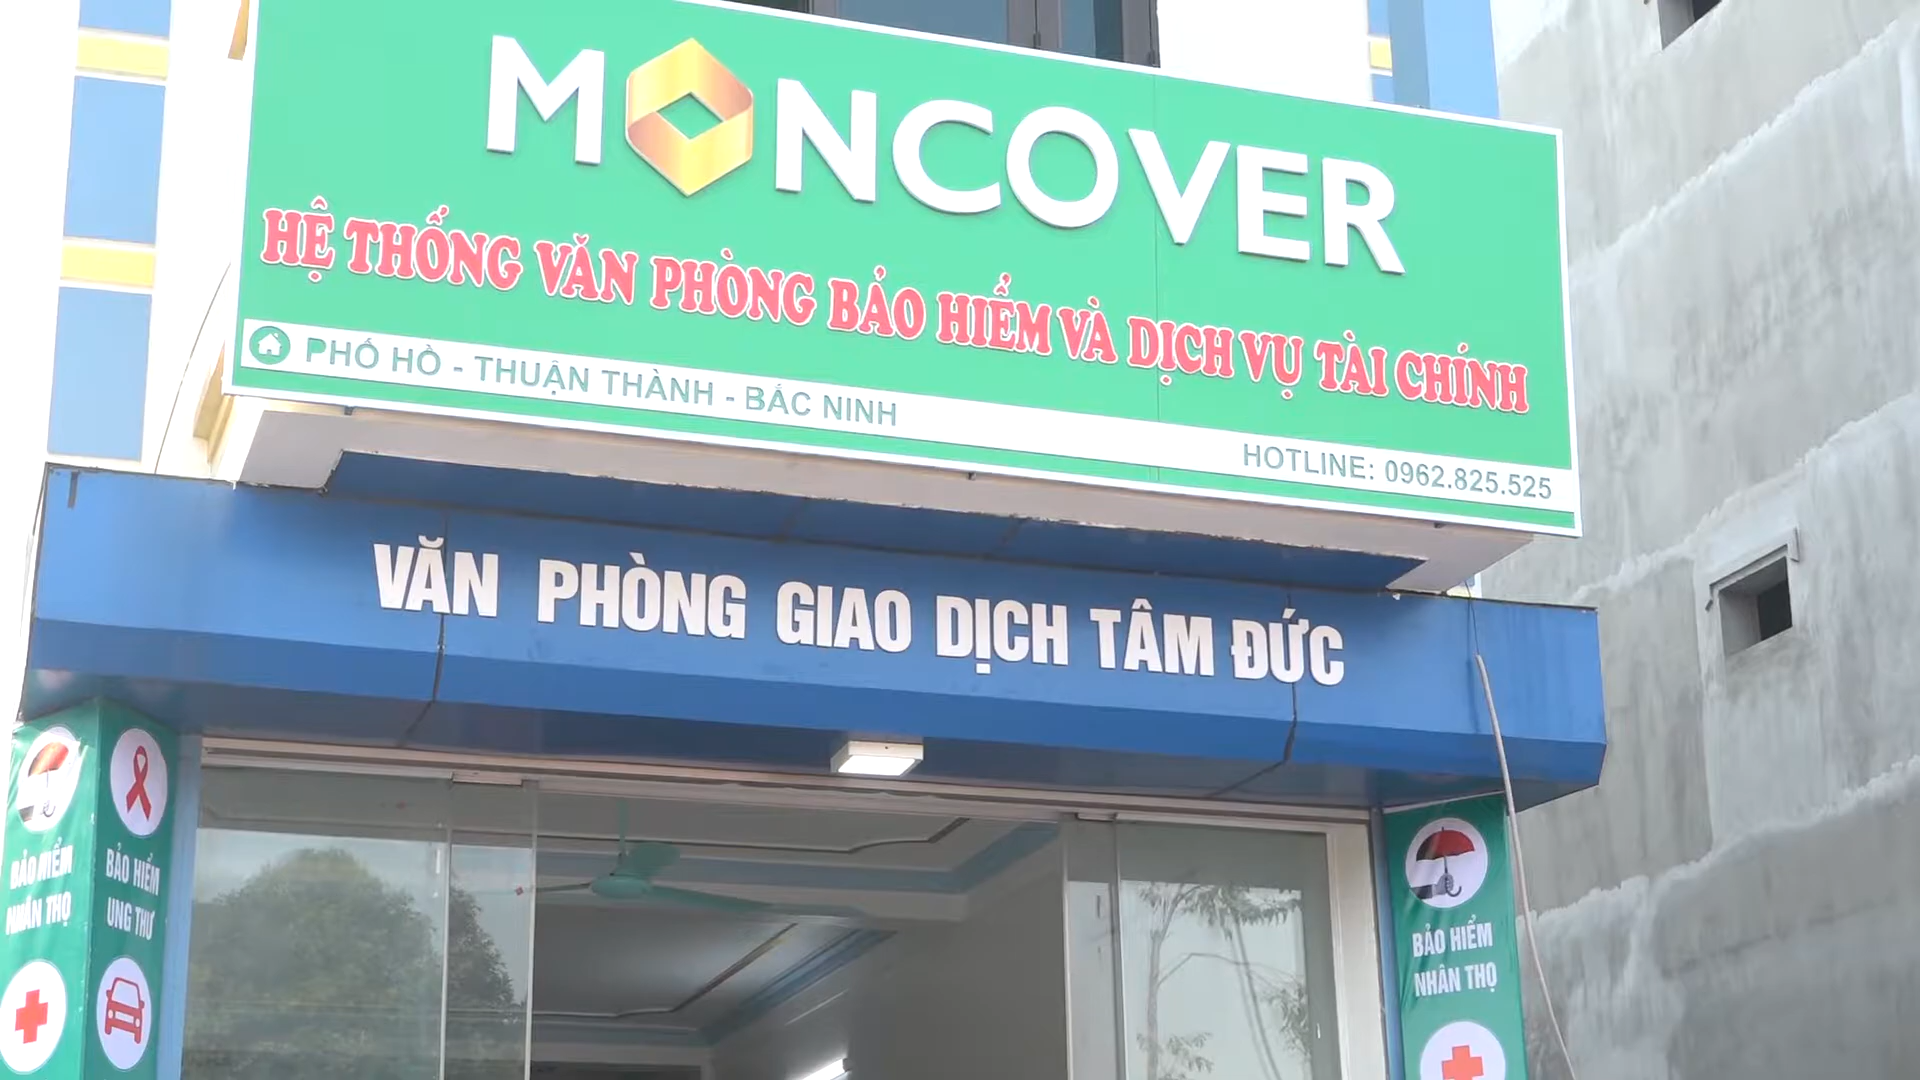 MONCOVER
HỆ THỐNG VĂN PHÒNG BẢO HIỂM VÀ DỊCH VỤ TÀI CHÍNH
PHỐ HỒ - THUẬN THÀNH - BẮC NINH
HOTLINE: 0962.825.525
VĂN PHÒNG GIAO DỊCH TÂM ĐỨC
BẢO HIỂM
NHÂN THỌ
BẢO HIỂM
UNG THƯ
BẢO HIỂM
NHÂN THỌ